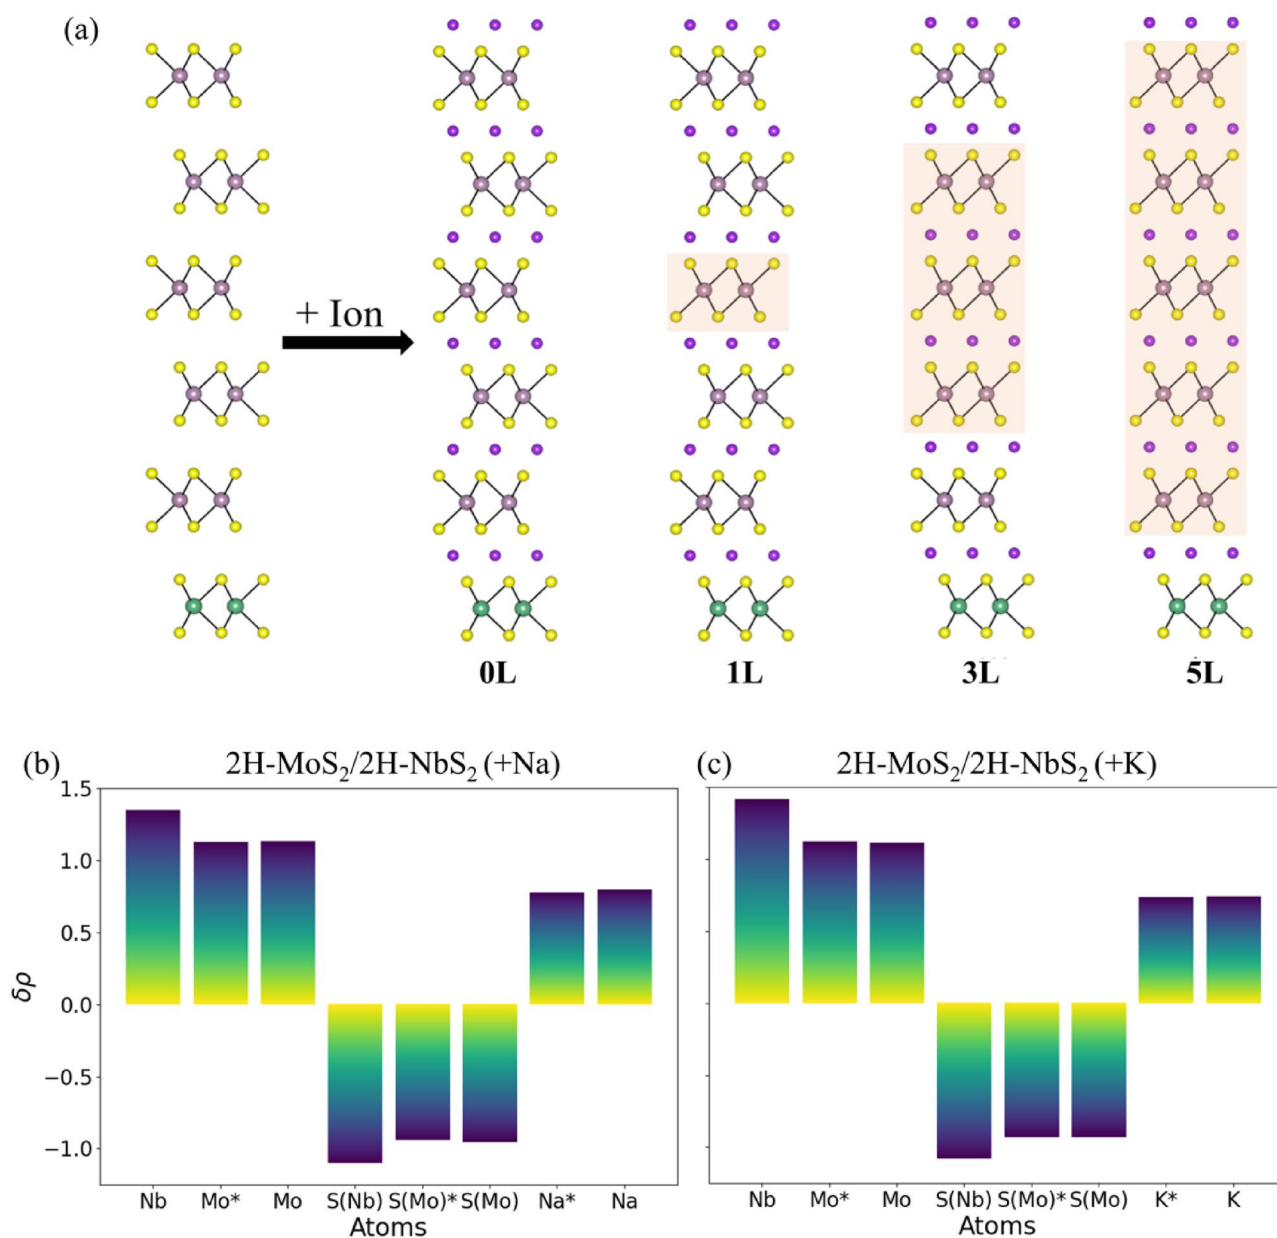 (a)
+ Ion
0L
1L
3L
5L
(b)
2H-MoS₂/2H-NbS₂ (+Na)
1.5
1.0
0.5
0.0
−0.5
−1.0
δρ
Nb Mo* Mo S(Nb) S(Mo)* S(Mo) Na* Na
Atoms
(c)
2H-MoS₂/2H-NbS₂ (+K)
Nb Mo* Mo S(Nb) S(Mo)* S(Mo) K* K
Atoms